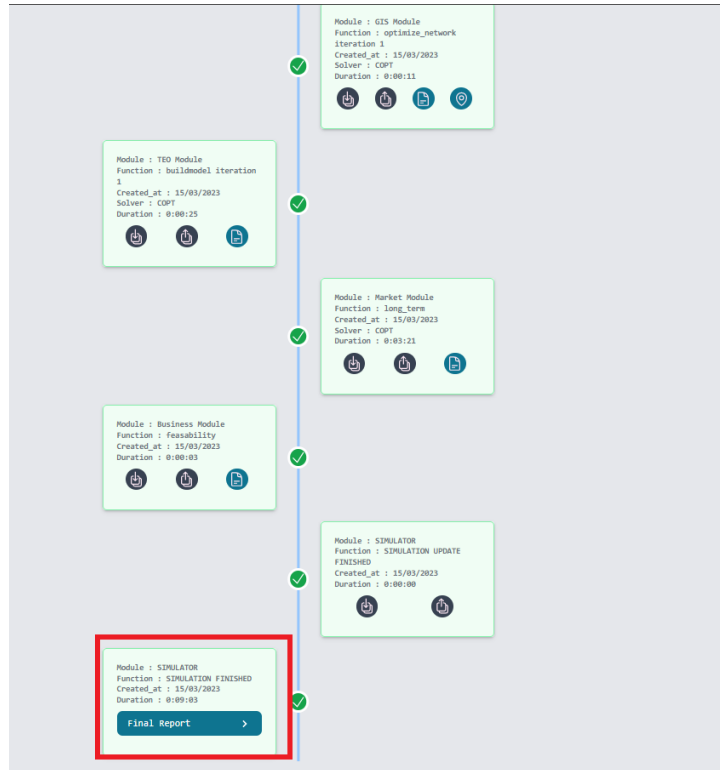 Module : GIS Module
Function : optimize_network
iteration 1
Created_at : 15/03/2023
Solver : COPT
Duration : 0:00:11
Module : TEO Module
Function : buildmodel iteration
1
Created_at : 15/03/2023
Solver : COPT
Duration : 0:00:25
Module : Market Module
Function : long_term
Created_at : 15/03/2023
Solver : COPT
Duration : 0:03:21
Module : Business Module
Function : feasability
Created_at : 15/03/2023
Duration : 0:00:03
Module : SIMULATOR
Function : SIMULATION UPDATE
FINISHED
Created_at : 15/03/2023
Duration : 0:00:00
Module : SIMULATOR
Function : SIMULATION FINISHED
Created_at : 15/03/2023
Duration : 0:09:03
Final Report